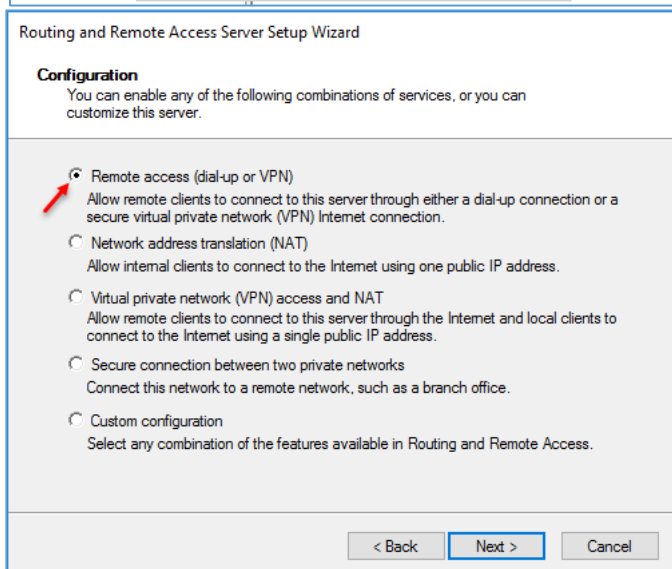 Routing and Remote Access Server Setup Wizard
Configuration
You can enable any of the following combinations of services, or you can
customize this server.
Remote access (dial-up or VPN)
Allow remote clients to connect to this server through either a dial-up connection or a
secure virtual private network (VPN) Internet connection.
Network address translation (NAT)
Allow internal clients to connect to the Internet using one public IP address.
Virtual private network (VPN) access and NAT
Allow remote clients to connect to this server through the Internet and local clients to
connect to the Internet using a single public IP address.
Secure connection between two private networks
Connect this network to a remote network, such as a branch office.
Custom configuration
Select any combination of the features available in Routing and Remote Access.
< Back Next > Cancel